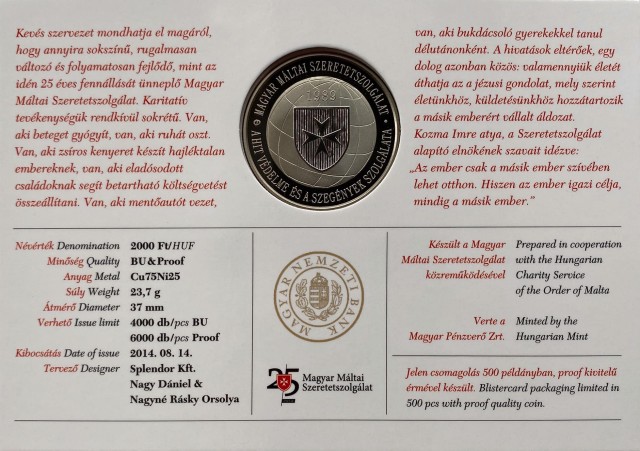 Kevés szervezet mondhatja el magáról,
hogy annyira sokszínű, rugalmasan
változó és folyamatosan fejlődő, mint az
idén 25 éves fennállását ünneplő Magyar
Máltai Szeretetszolgálat. Karitatív
tevékenységük rendkívül sokrétű. Van,
aki beteget gyógyít, van, aki ruhát oszt.
Van, aki zsíros kenyeret készít hajléktalan
embereknek, van, aki eladósodott
családoknak segít betartható költségvetést
összeállítani. Van, aki mentőautót vezet,
MAGYAR MÁLTAI SZERETETSZOLGÁLAT
1989
A HIT VÉDELME ÉS A SZEGÉNYEK SZOLGÁLATA
van, aki bukdácsoló gyerekekkel tanul
délutánonként. A hivatások eltérőek, egy
dolog azonban közös: valamennyiük életét
áthatja az a jézusi gondolat, mely szerint
életünkhöz, küldetésünkhöz hozzátartozik
a másik emberért vállalt áldozat.
Kozma Imre atya, a Szeretetszolgálat
alapító elnökének szavait idézve:
„Az ember csak a másik ember szívében
lehet otthon. Hiszen az ember igazi célja,
mindig a másik ember.”
Névérték Denomination 2000 Ft/HUF
Minőség Quality BU&Proof
Anyag Metal Cu75Ni25
Súly Weight 23,7 g
Átmérő Diameter 37 mm
Verhető Issue limit 4000 db/pcs BU
6000 db/pcs Proof
Kibocsátás Date of issue 2014. 08. 14.
Tervező Designer Splendor Kft.
Nagy Dániel &
Nagyné Rásky Orsolya
MAGYAR NEMZETI BANK
25 Magyar Máltai
Szeretetszolgálat
Készült a Magyar
Máltai Szeretetszolgálat
közreműködésével
Prepared in cooperation
with the Hungarian
Charity Service
of the Order of Malta
Verte a
Magyar Pénzverő Zrt.
Minted by the
Hungarian Mint
Jelen csomagolás 500 példányban, proof kivitelű
érmével készült. Blistercard packaging limited in
500 pcs with proof quality coin.